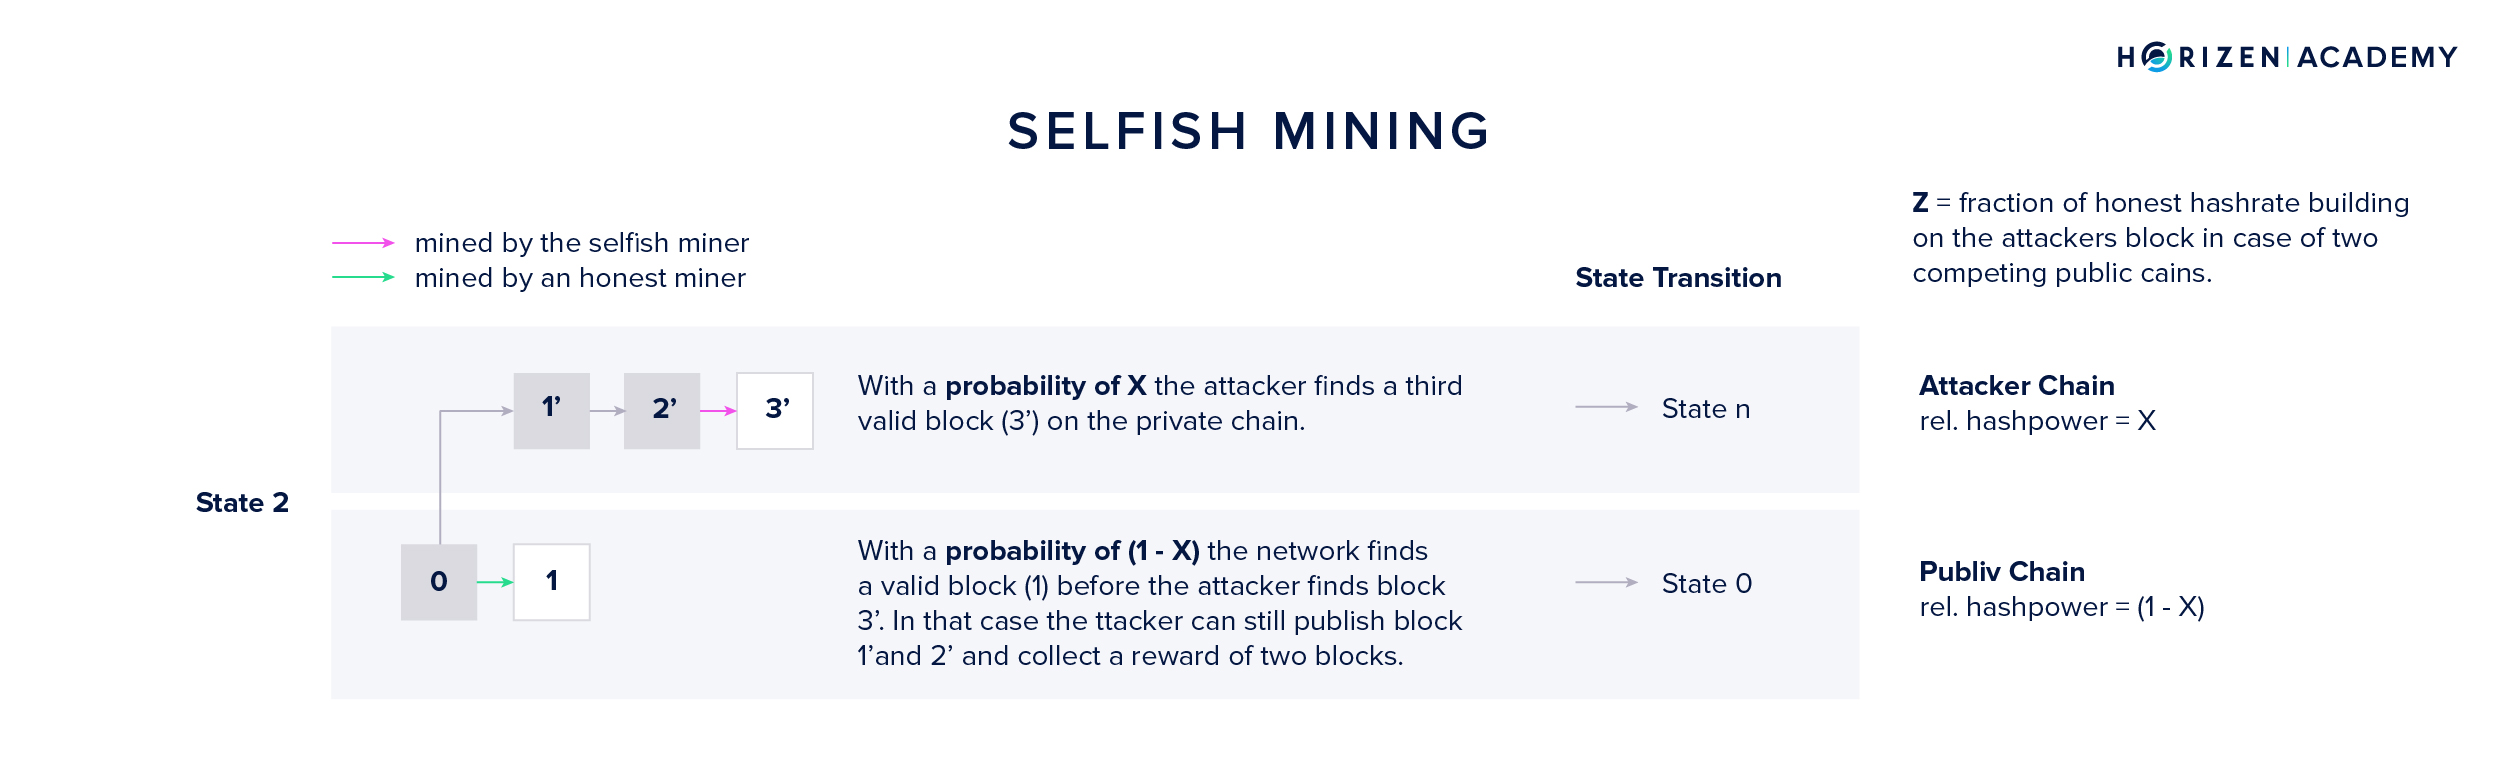 HORIZEN ACADEMY
SELFISH MINING
Z = fraction of honest hashrate building
on the attackers block in case of two
competing public cains.
mined by the selfish miner
mined by an honest miner
State Transition
State 2
1’ 2’ 3’
With a probability of X the attacker finds a third
valid block (3’) on the private chain.
State n
Attacker Chain
rel. hashpower = X
0 1
With a probability of (1 - X) the network finds
a valid block (1) before the attacker finds block
3’. In that case the ttacker can still publish block
1’and 2’ and collect a reward of two blocks.
State 0
Publiv Chain
rel. hashpower = (1 - X)